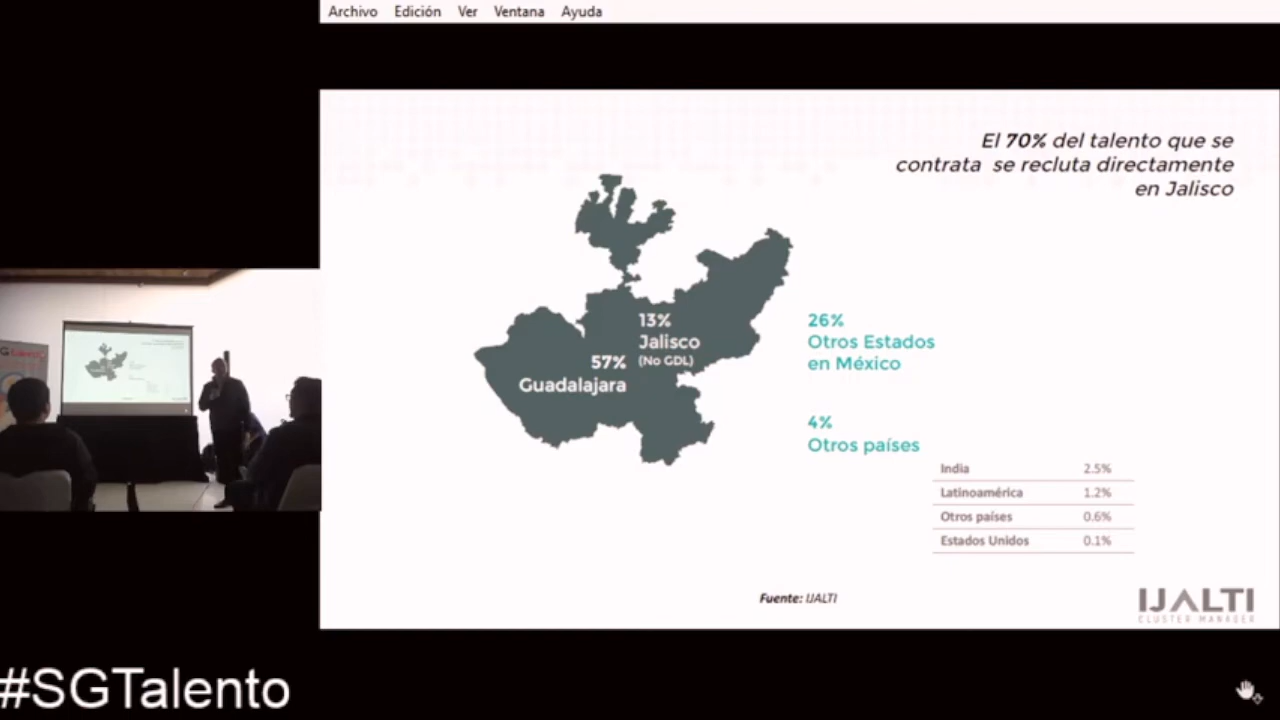 Archivo Edición Ver Ventana Ayuda
El 70% del talento que se
contrata se recluta directamente
en Jalisco
13%
Jalisco
(No GDL)
57%
Guadalajara
26%
Otros Estados
en México
4%
Otros países
India 2.5%
Latinoamérica 1.2%
Otros países 0.6%
Estados Unidos 0.1%
Fuente: IJALTI
IJALTI
CLUSTER MANAGER
#SGTalento